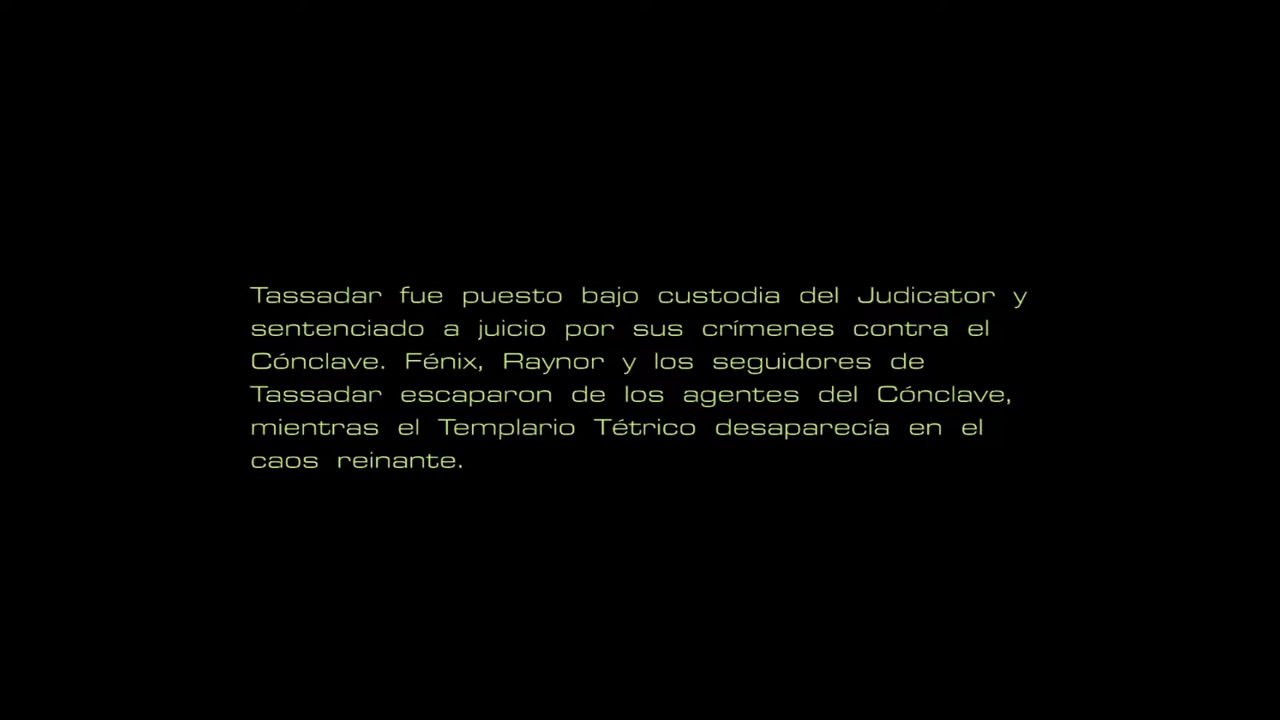 Tassadar fue puesto bajo custodia del Judicator y
sentenciado a juicio por sus crímenes contra el
Cónclave. Fénix, Raynor y los seguidores de
Tassadar escaparon de los agentes del Cónclave,
mientras el Templario Tétrico desaparecía en el
caos reinante.